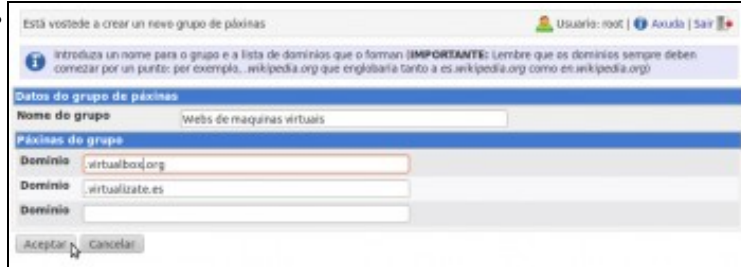 Está vostede a crear un novo grupo de páxinas
Usuario: root | Axuda | Sair
Introduza un nome para o grupo e a lista de dominios que o forman (IMPORTANTE: Lembre que os dominios sempre deben
comezar por un punto: por exemplo, .wikipedia.org que englobaría tanto a es.wikipedia.org como en.wikipedia.org)
Datos do grupo de páxinas
Nome do grupo Webs de maquinas virtuais
Páxinas do grupo
Dominio .virtualbox.org
Dominio .virtualizate.es
Dominio
Aceptar Cancelar